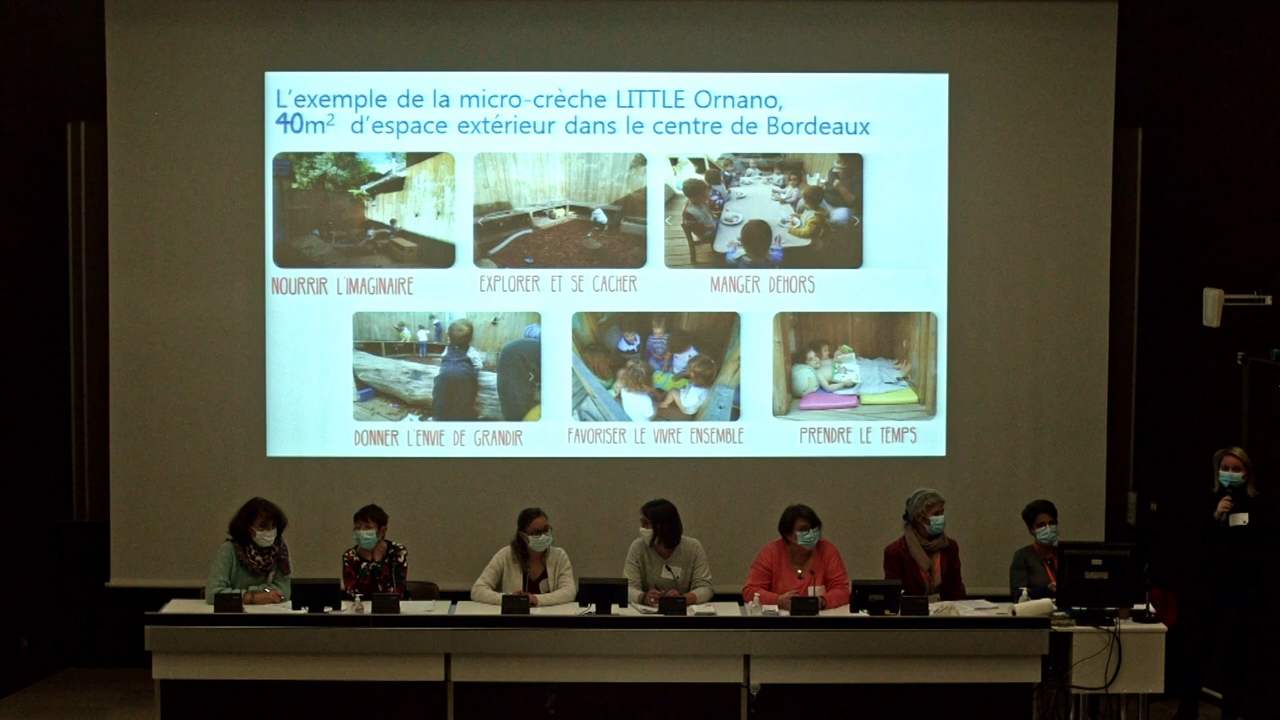 L'exemple de la micro-crèche LITTLE Ornano,
40m² d'espace extérieur dans le centre de Bordeaux
NOURRIR L'IMAGINAIRE
EXPLORER ET SE CACHER
MANGER DEHORS
DONNER L'ENVIE DE GRANDIR
FAVORISER LE VIVRE ENSEMBLE
PRENDRE LE TEMPS